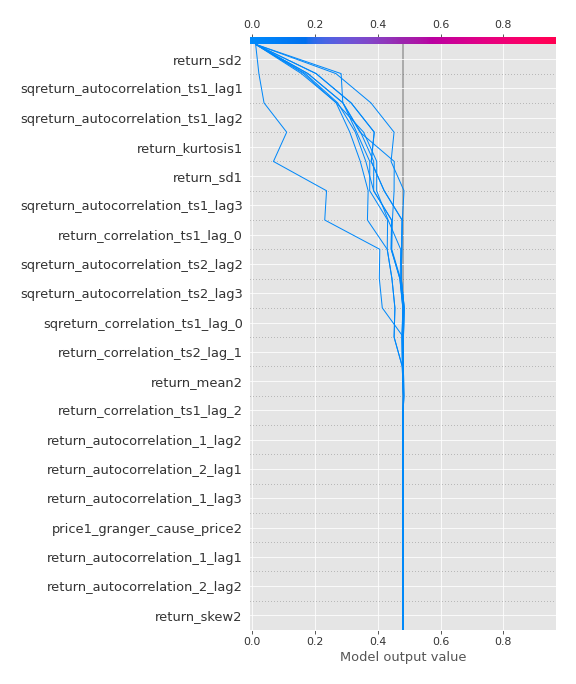 0.0 0.2 0.4 0.6 0.8
return_sd2
sqreturn_autocorrelation_ts1_lag1
sqreturn_autocorrelation_ts1_lag2
return_kurtosis1
return_sd1
sqreturn_autocorrelation_ts1_lag3
return_correlation_ts1_lag_0
sqreturn_autocorrelation_ts2_lag2
sqreturn_autocorrelation_ts2_lag3
sqreturn_correlation_ts1_lag_0
return_correlation_ts2_lag_1
return_mean2
return_correlation_ts1_lag_2
return_autocorrelation_1_lag2
return_autocorrelation_2_lag1
return_autocorrelation_1_lag3
price1_granger_cause_price2
return_autocorrelation_1_lag1
return_autocorrelation_2_lag2
return_skew2
0.0 0.2 0.4 0.6 0.8
Model output value